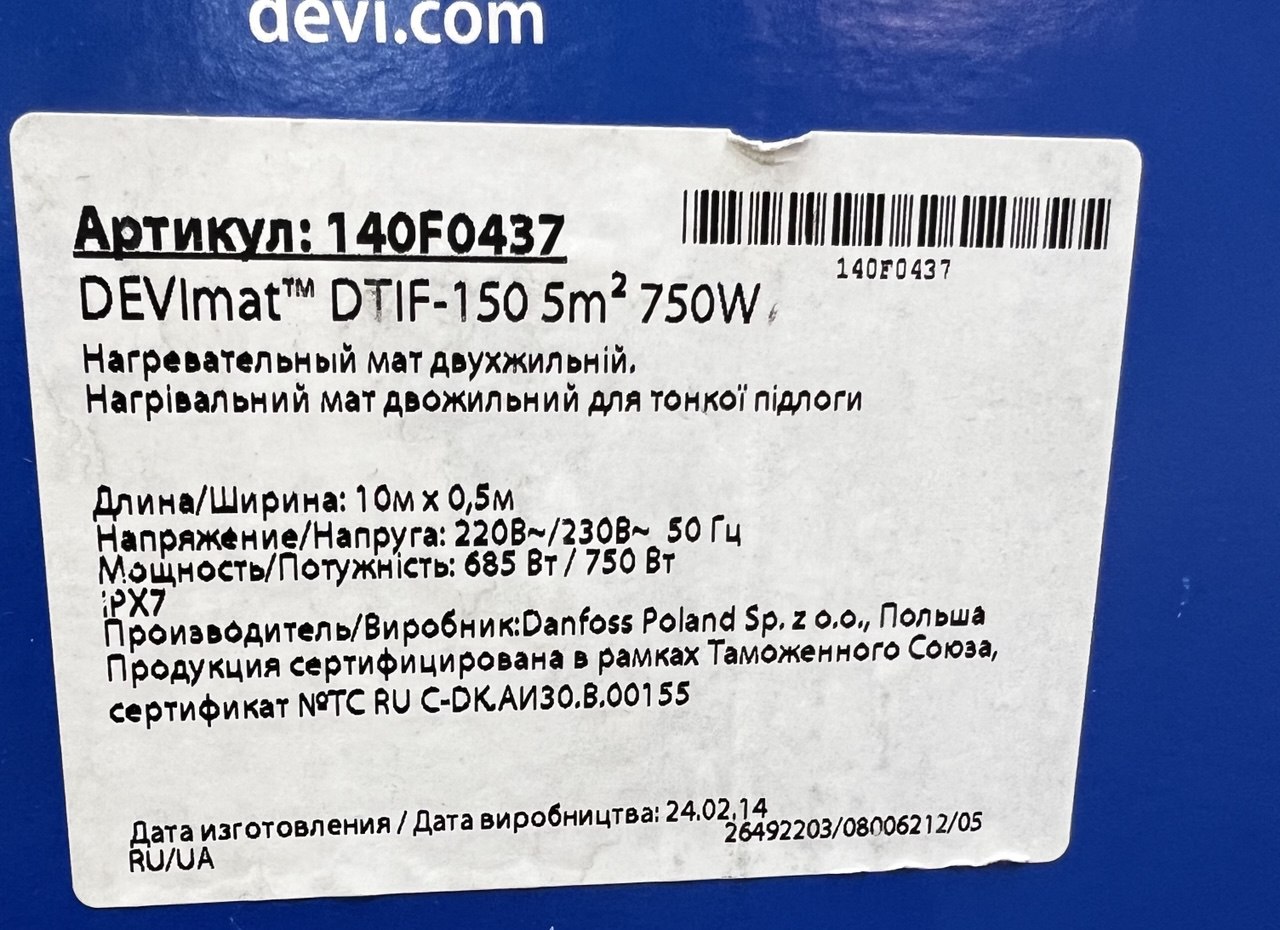 devi.com
Артикул: 140F0437
140F0437
DEVImat™ DTIF-150 5m² 750W
Нагревательный мат двухжильній.
Нагрівальний мат двожильний для тонкої підлоги
Длина/Ширина: 10м x 0,5м
Напряжение/Напруга: 220В~/230В~ 50 Гц
Мощность/Потужність: 685 Вт / 750 Вт
iPX7
Производитель/Виробник:Danfoss Poland Sp. z o.o., Польша
Продукция сертифицирована в рамках Таможенного Союза,
сертификат №ТС RU C-DK.АИ30.В.00155
Дата изготовления / Дата виробництва: 24.02.14
26492203/08006212/05
RU/UA